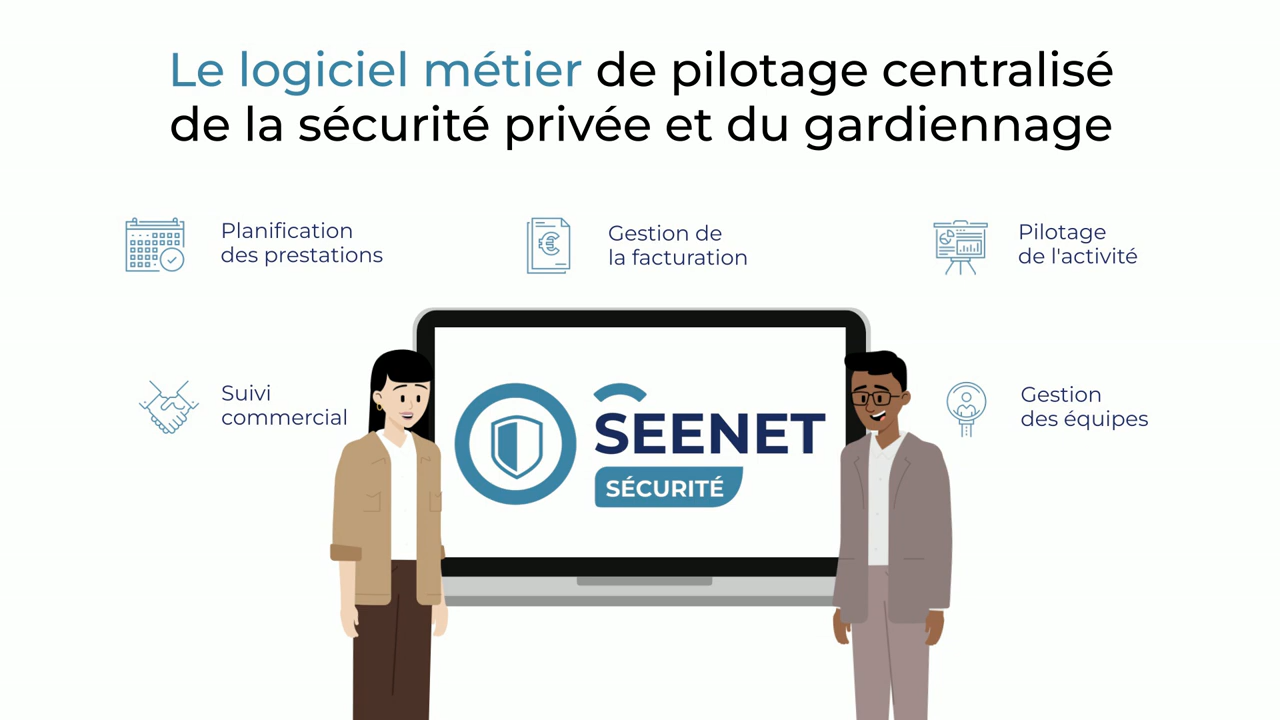 Le logiciel métier de pilotage centralisé
de la sécurité privée et du gardiennage
Planification
des prestations
Gestion de
la facturation
Pilotage
de l'activité
Suivi
commercial
SEENET
SÉCURITÉ
Gestion
des équipes